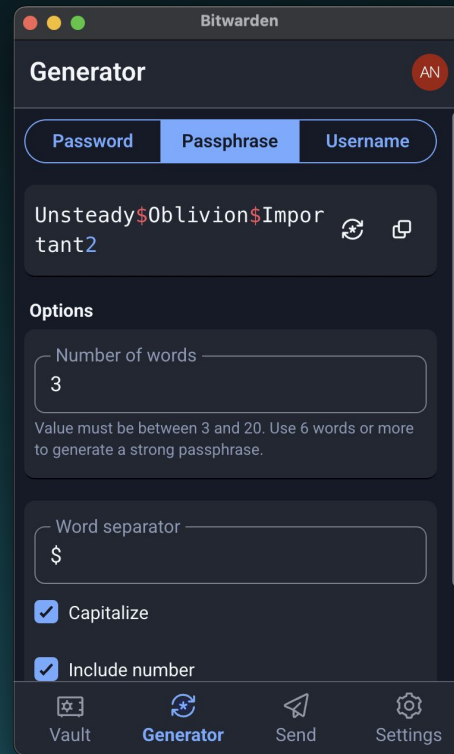 Bitwarden
Generator
AN
Password Passphrase Username
Unsteady$Oblivion$Impor
tant2
Options
Number of words
3
Value must be between 3 and 20. Use 6 words or more
to generate a strong passphrase.
Word separator
$
Capitalize
Include number
Vault Generator Send Settings